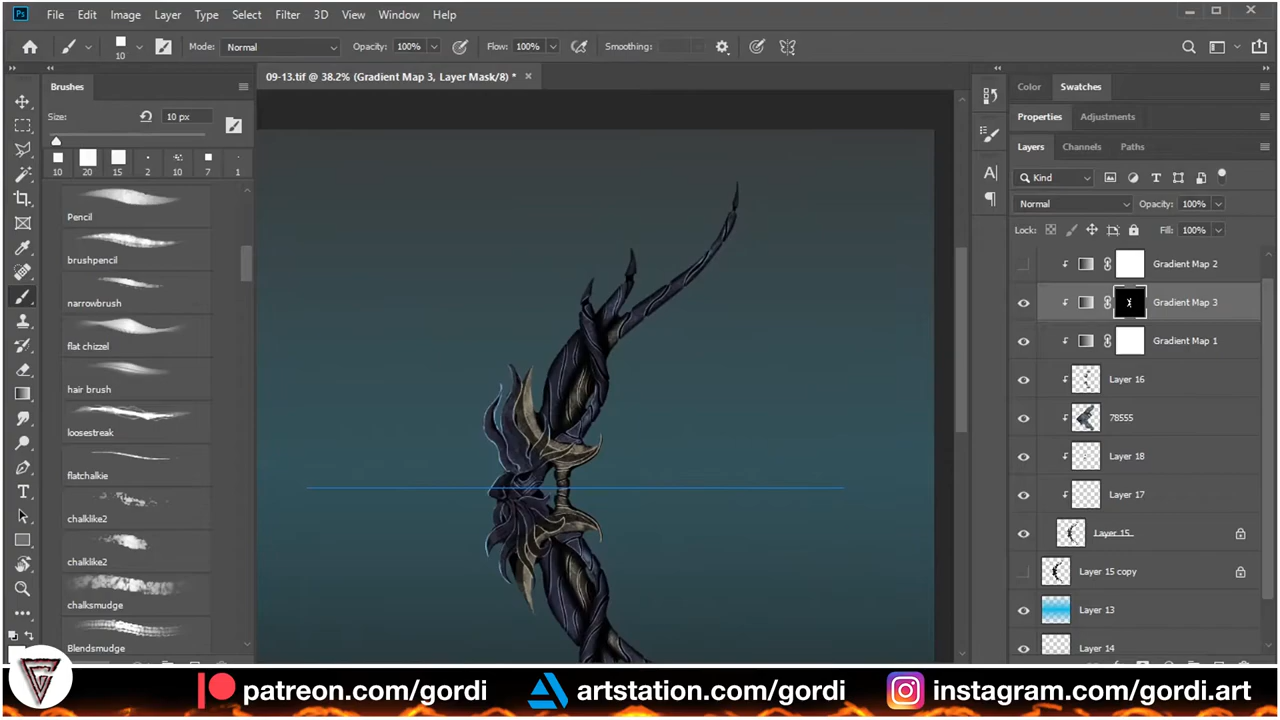 Ps File Edit Image Layer Type Select Filter 3D View Window Help
10 Mode: Normal Opacity: 100% Flow: 100% Smoothing:
09-13.tif @ 38.2% (Gradient Map 3, Layer Mask/8) *
Brushes
Size: 10 px
10 20 15 2 10 7 1
Pencil
brushpencil
narrowbrush
flat chizzel
hair brush
loosestreak
flatchalkie
chalklike2
chalklike2
chalksmudge
Blendsmudge
Color Swatches
Properties Adjustments
Layers Channels Paths
Kind
Normal Opacity: 100%
Lock: Fill: 100%
Gradient Map 2
Gradient Map 3
Gradient Map 1
Layer 16
78555
Layer 18
Layer 17
Layer 15
Layer 15 copy
Layer 13
Layer 14
patreon.com/gordi artstation.com/gordi instagram.com/gordi.art